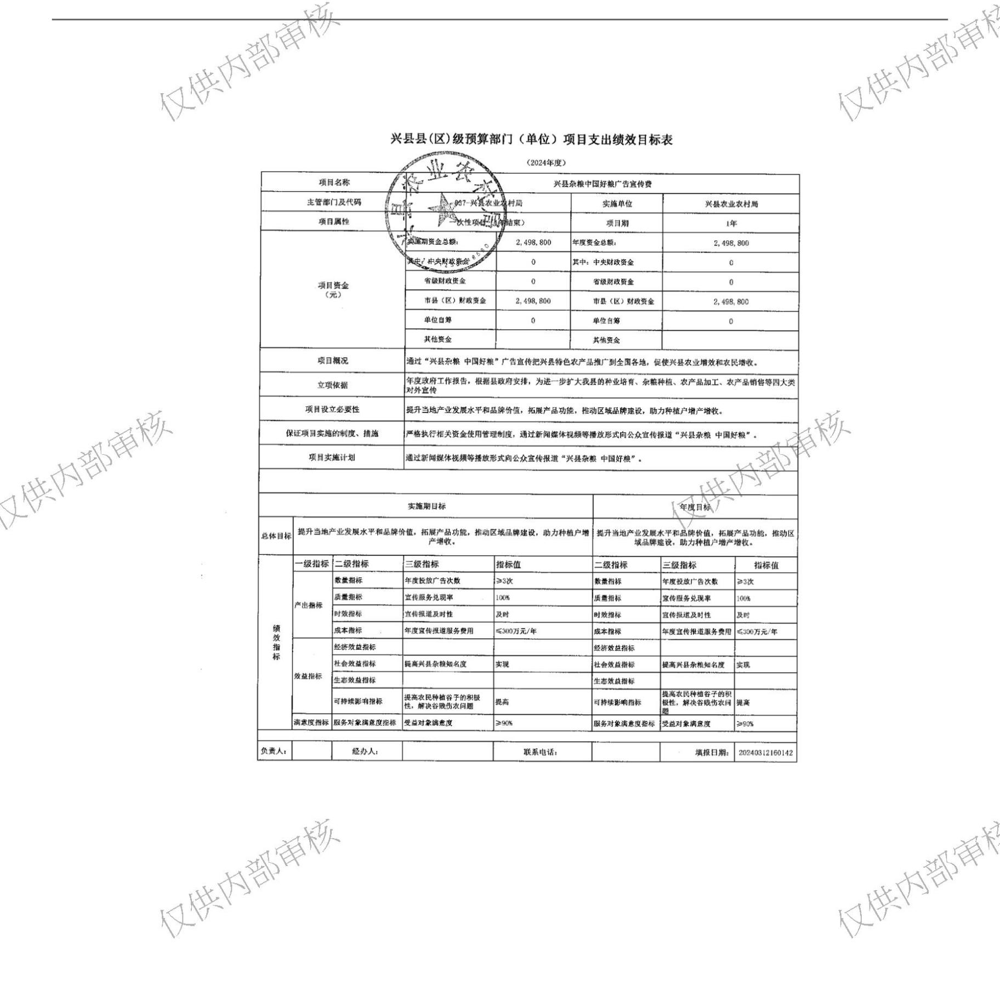 兴县县(区)级预算部门（单位）项目支出绩效目标表
（2024年度）
项目名称 兴县杂粮中国好粮广告宣传费
主管部门及代码 037-兴县农业农村局 实施单位 兴县农业农村局
项目属性 一次性项目（1年结束） 项目期 1年
项目资金
（元）
实施期资金总额： 2,498,800 年度资金总额： 2,498,800
其中：中央财政资金 0 其中：中央财政资金 0
省级财政资金 0 省级财政资金 0
市县（区）财政资金 2,498,800 市县（区）财政资金 2,498,800
单位自筹 0 单位自筹 0
其他资金 其他资金
项目概况 通过“兴县杂粮 中国好粮”广告宣传把兴县特色农产品推广到全国各地，促使兴县农业增效和农民增收。
立项依据 年度政府工作报告，根据县政府安排，为进一步扩大我县的种业培育、杂粮种植、农产品加工、农产品销售等四大类
对外宣传
项目设立必要性 提升当地产业发展水平和品牌价值，拓展产品功能，推动区域品牌建设，助力种植户增产增收。
保证项目实施的制度、措施 严格执行相关资金使用管理制度，通过新闻媒体视频等播放形式向公众宣传报道“兴县杂粮 中国好粮”。
项目实施计划 通过新闻媒体视频等播放形式向公众宣传报道“兴县杂粮 中国好粮”。
实施期目标 年度目标
总体目标 提升当地产业发展水平和品牌价值，拓展产品功能，推动区域品牌建设，助力种植户增
产增收。
提升当地产业发展水平和品牌价值，拓展产品功能，推动区
域品牌建设，助力种植户增产增收。
绩效指标
一级指标 二级指标 三级指标 指标值 二级指标 三级指标 指标值
产出指标
数量指标 年度投放广告次数 ≥3次 数量指标 年度投放广告次数 ≥3次
质量指标 宣传服务兑现率 100% 质量指标 宣传服务兑现率 100%
时效指标 宣传报道及时性 及时 时效指标 宣传报道及时性 及时
成本指标 年度宣传报道服务费用 ≤300万元/年 成本指标 年度宣传报道服务费用 ≤300万元/年
效益指标
经济效益指标 经济效益指标
社会效益指标 提高兴县杂粮知名度 实现 社会效益指标 提高兴县杂粮知名度 实现
生态效益指标 生态效益指标
可持续影响指标 提高农民种植谷子的积极
性，解决谷贱伤农问题 提高
可持续影响指标 提高农民种植谷子的积
极性，解决谷贱伤农问
题 提高
满意度指标 服务对象满意度指标 受益对象满意度 ≥90% 服务对象满意度指标 受益对象满意度 ≥90%
负责人： 经办人： 联系电话： 填报日期： 20240312160142
兴县农业农村局
仅供内部审核
仅供内部审核
仅供内部审核
仅供内部审核
仅供内部审核
仅供内部审核